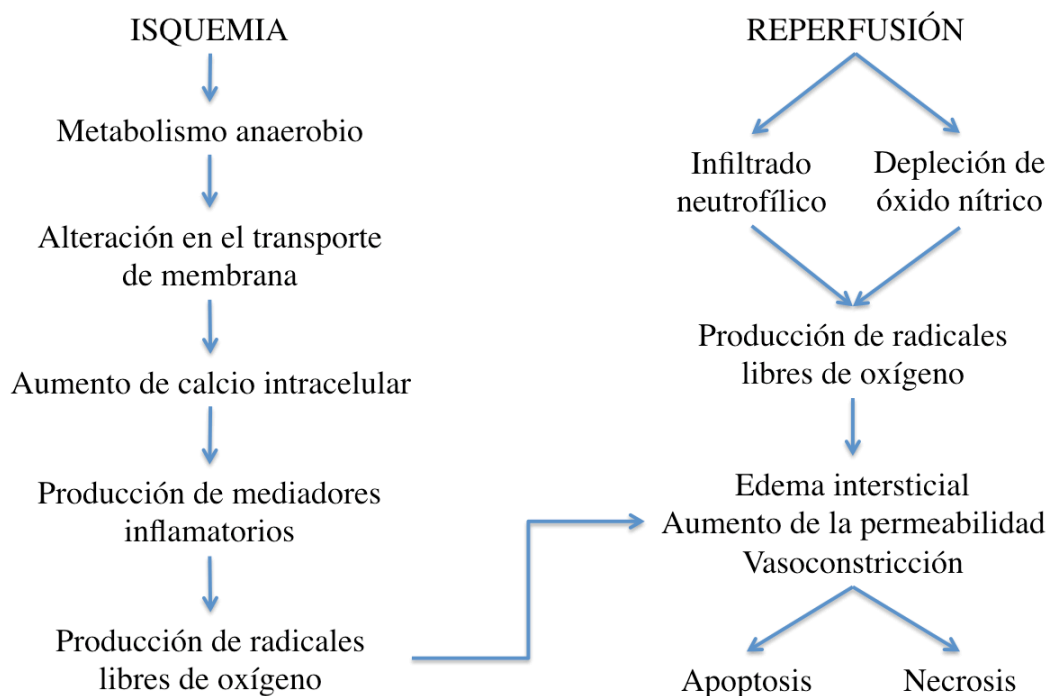 ISQUEMIA
Metabolismo anaerobio
Alteración en el transporte
de membrana
Aumento de calcio intracelular
Producción de mediadores
inflamatorios
Producción de radicales
libres de oxígeno
REPERFUSIÓN
Infiltrado
neutrofílico
Depleción de
óxido nítrico
Producción de radicales
libres de oxígeno
Edema intersticial
Aumento de la permeabilidad
Vasoconstricción
Apoptosis
Necrosis